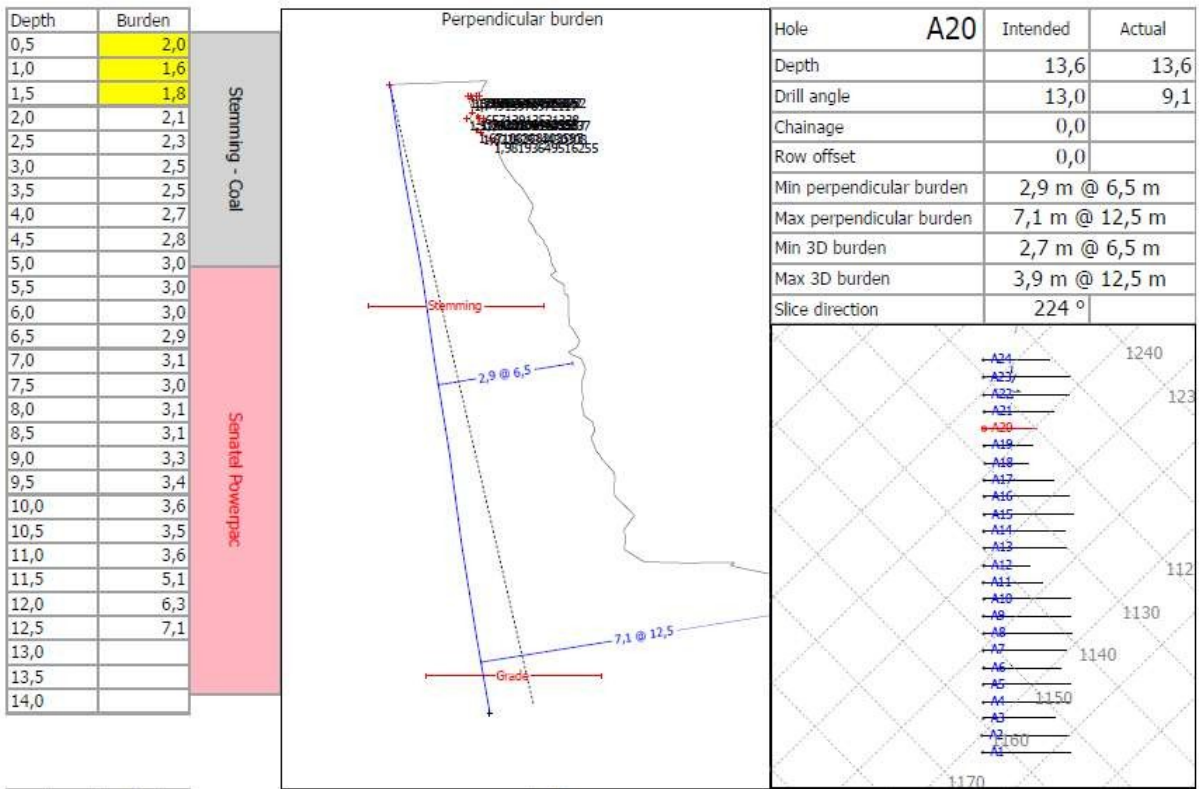 Depth Burden
0,5 2,0
1,0 1,6
1,5 1,8
2,0 2,1
2,5 2,3
3,0 2,5
3,5 2,5
4,0 2,7
4,5 2,8
5,0 3,0
5,5 3,0
6,0 3,0
6,5 2,9
7,0 3,1
7,5 3,0
8,0 3,1
8,5 3,1
9,0 3,3
9,5 3,4
10,0 3,6
10,5 3,5
11,0 3,6
11,5 5,1
12,0 6,3
12,5 7,1
13,0
13,5
14,0
Stemming - Coal
Senatel Powerpac
Perpendicular burden
1,98193649516255
Stemming
2,9 @ 6,5
7,1 @ 12,5
Grade
Hole A20 Intended Actual
Depth 13,6 13,6
Drill angle 13,0 9,1
Chainage 0,0
Row offset 0,0
Min perpendicular burden 2,9 m @ 6,5 m
Max perpendicular burden 7,1 m @ 12,5 m
Min 3D burden 2,7 m @ 6,5 m
Max 3D burden 3,9 m @ 12,5 m
Slice direction 224 °
1240
A24
A23
123
A22
A21
A20
A19
A18
A17
A16
A15
A14
A13
A12
112
A11
A10
A9
1130
A8
A7
1140
A6
A5
1150
A4
A3
A2
1160
A1
1170